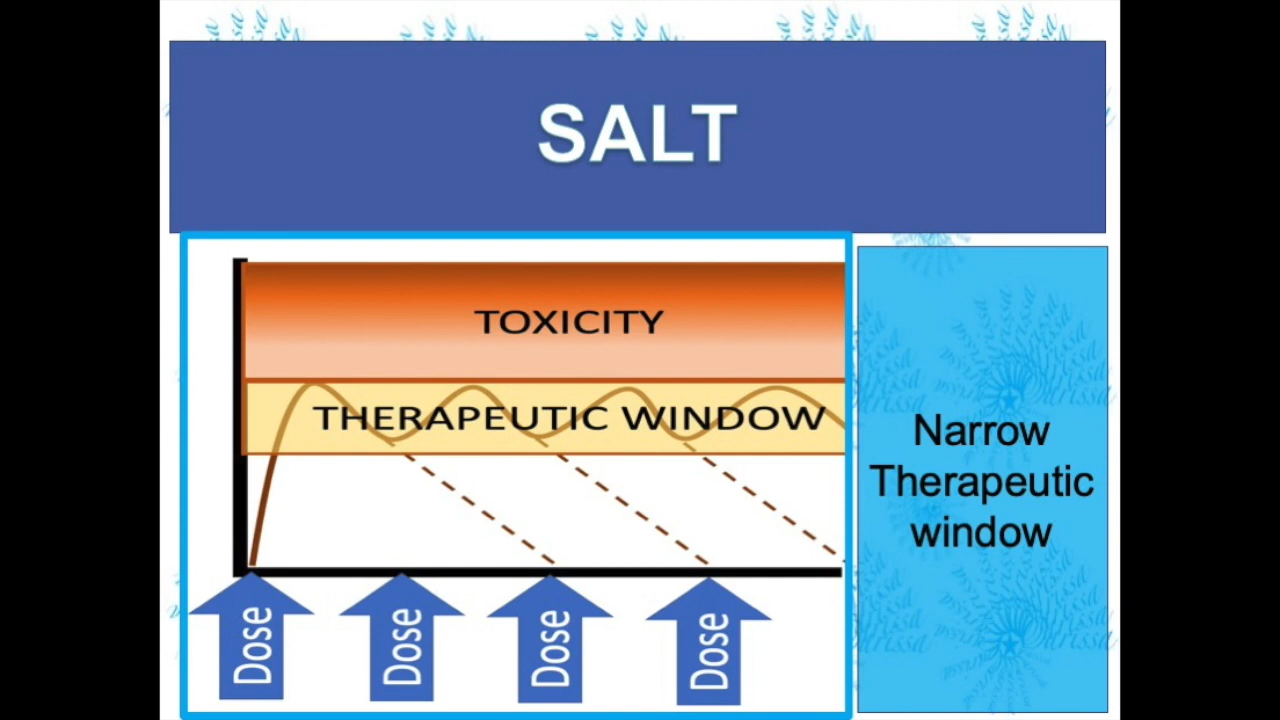 SALT
TOXICITY
THERAPEUTIC WINDOW
Narrow
Therapeutic
window
Dose
Dose
Dose
Dose